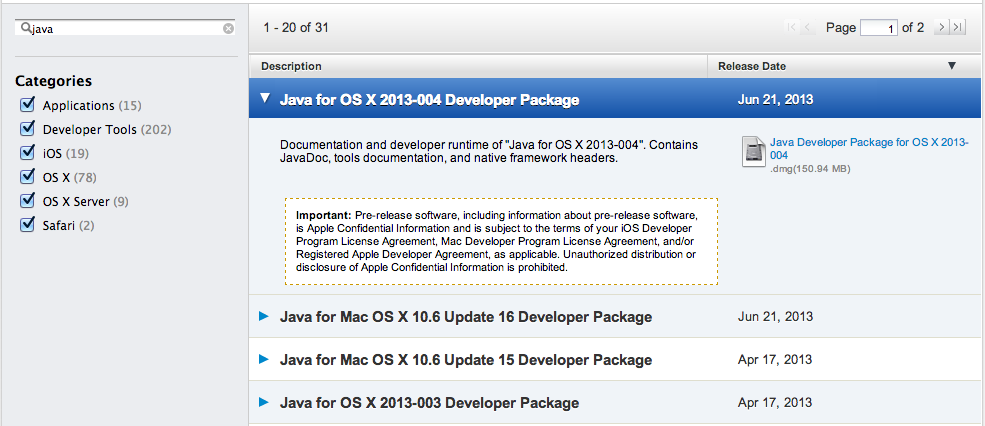 java
1 - 20 of 31
Page 1 of 2
Categories
Applications (15)
Developer Tools (202)
iOS (19)
OS X (78)
OS X Server (9)
Safari (2)
Description Release Date
Java for OS X 2013-004 Developer Package Jun 21, 2013
Documentation and developer runtime of "Java for OS X 2013-004". Contains
JavaDoc, tools documentation, and native framework headers.
Java Developer Package for OS X 2013-
004
.dmg(150.94 MB)
Important: Pre-release software, including information about pre-release software,
is Apple Confidential Information and is subject to the terms of your iOS Developer
Program License Agreement, Mac Developer Program License Agreement, and/or
Registered Apple Developer Agreement, as applicable. Unauthorized distribution or
disclosure of Apple Confidential Information is prohibited.
Java for Mac OS X 10.6 Update 16 Developer Package Jun 21, 2013
Java for Mac OS X 10.6 Update 15 Developer Package Apr 17, 2013
Java for OS X 2013-003 Developer Package Apr 17, 2013